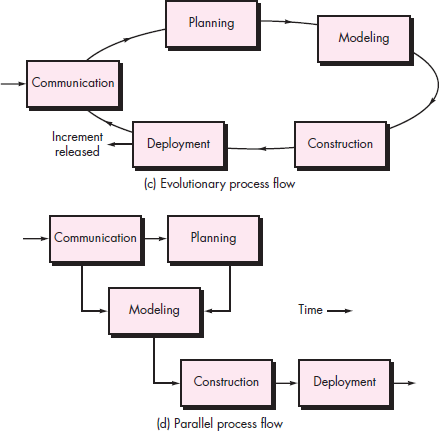 Planning
Modeling
Communication
Increment
released
Deployment
Construction
(c) Evolutionary process flow
Communication
Planning
Modeling
Time
Construction
Deployment
(d) Parallel process flow